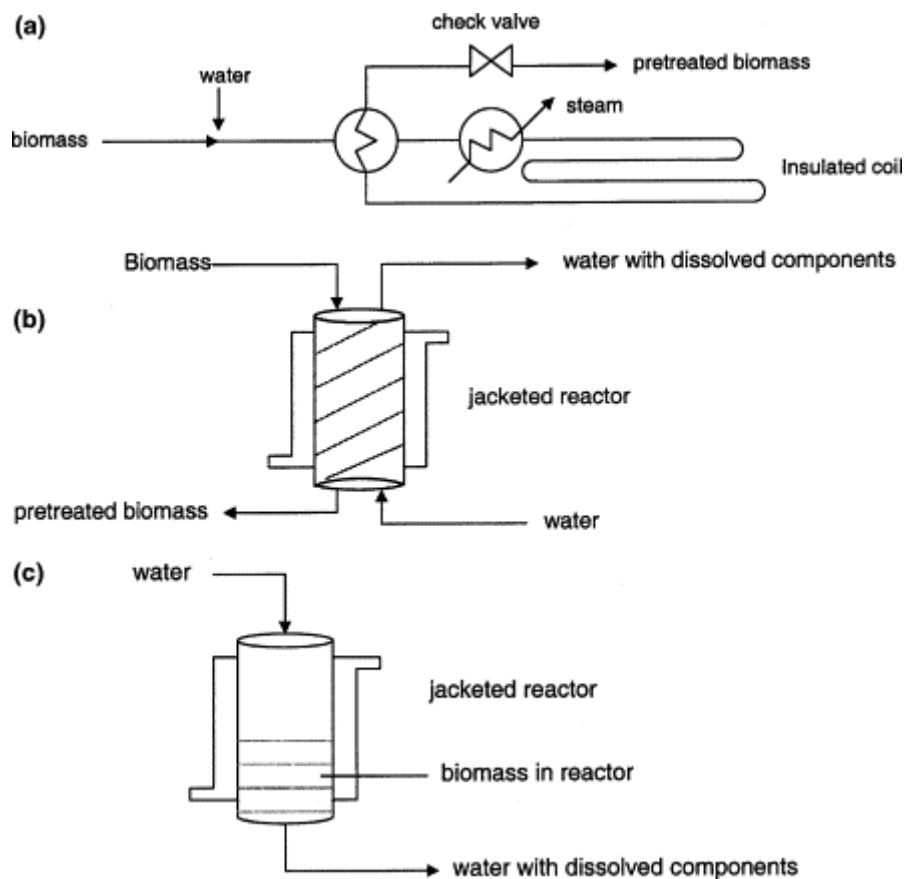 (a)
check valve
water
pretreated biomass
steam
biomass
Insulated coil
Biomass
water with dissolved components
(b)
jacketed reactor
pretreated biomass
water
(c)
water
jacketed reactor
biomass in reactor
water with dissolved components